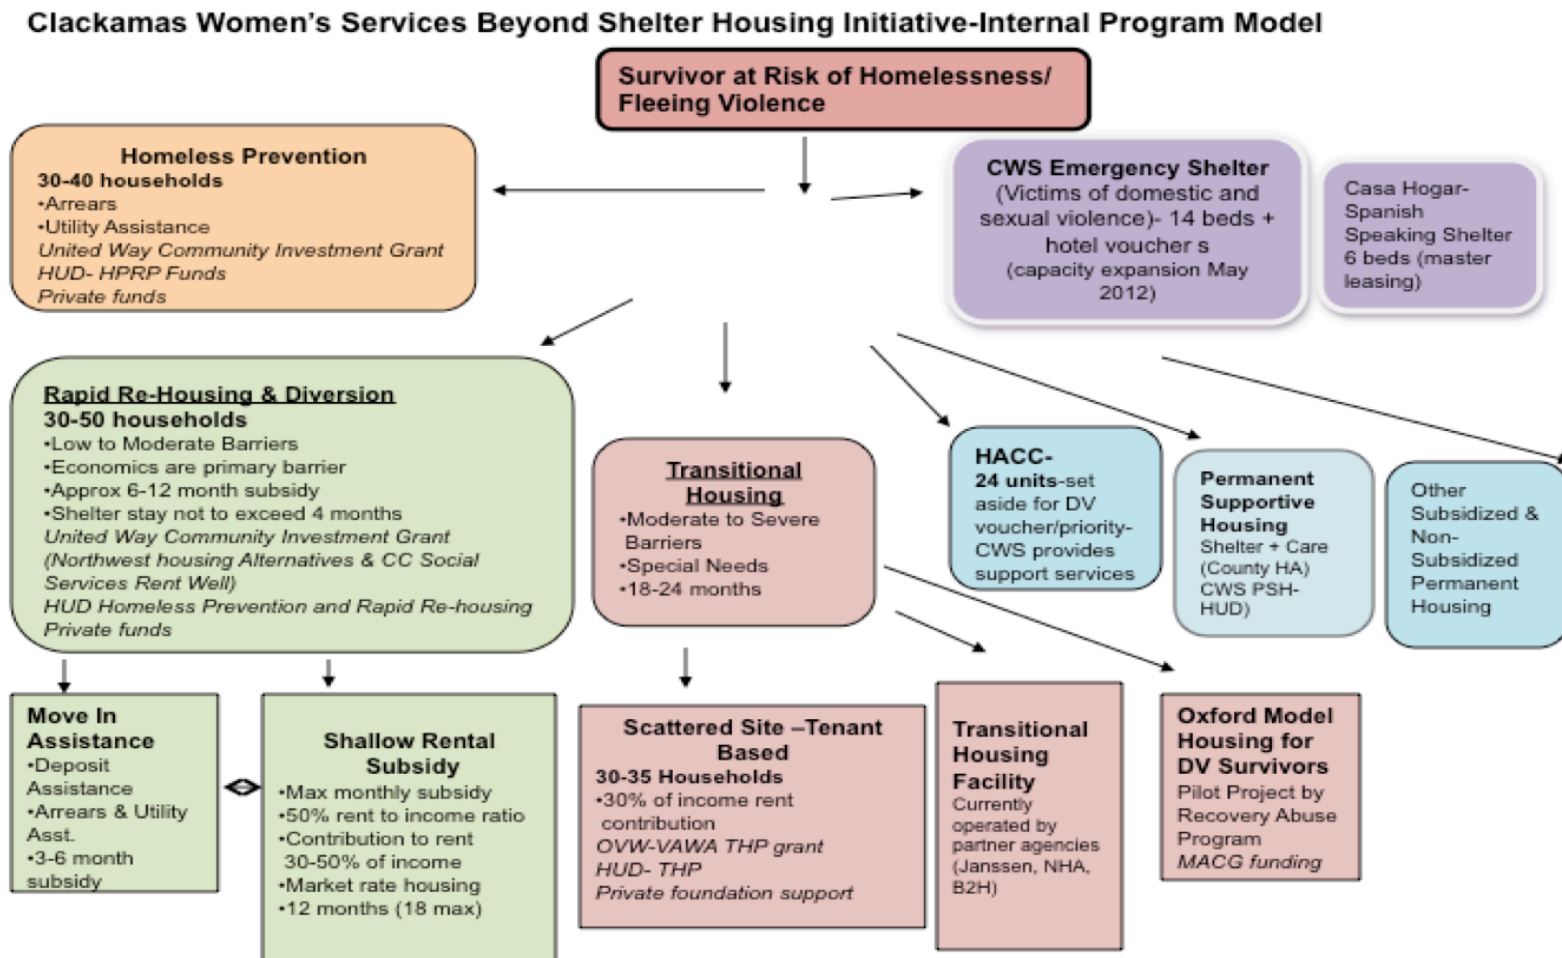 Clackamas Women's Services Beyond Shelter Housing Initiative-Internal Program Model
Survivor at Risk of Homelessness/
Fleeing Violence
Homeless Prevention
30-40 households
•Arrears
•Utility Assistance
United Way Community Investment Grant
HUD- HPRP Funds
Private funds
CWS Emergency Shelter
(Victims of domestic and
sexual violence)- 14 beds +
hotel voucher s
(capacity expansion May
2012)
Casa Hogar-
Spanish
Speaking Shelter
6 beds (master
leasing)
Rapid Re-Housing & Diversion
30-50 households
•Low to Moderate Barriers
•Economics are primary barrier
•Approx 6-12 month subsidy
•Shelter stay not to exceed 4 months
United Way Community Investment Grant
(Northwest housing Alternatives & CC Social
Services Rent Well)
HUD Homeless Prevention and Rapid Re-housing
Private funds
Transitional
Housing
•Moderate to Severe
Barriers
•Special Needs
•18-24 months
HACC-
24 units-set
aside for DV
voucher/priority-
CWS provides
support services
Permanent
Supportive
Housing
Shelter + Care
(County HA)
CWS PSH-
HUD)
Other
Subsidized &
Non-
Subsidized
Permanent
Housing
Move In
Assistance
•Deposit
Assistance
•Arrears & Utility
Asst.
•3-6 month
subsidy
Shallow Rental
Subsidy
•Max monthly subsidy
•50% rent to income ratio
•Contribution to rent
30-50% of income
•Market rate housing
•12 months (18 max)
Scattered Site –Tenant
Based
30-35 Households
•30% of income rent
contribution
OVW-VAWA THP grant
HUD- THP
Private foundation support
Transitional
Housing
Facility
Currently
operated by
partner agencies
(Janssen, NHA,
B2H)
Oxford Model
Housing for
DV Survivors
Pilot Project by
Recovery Abuse
Program
MACG funding